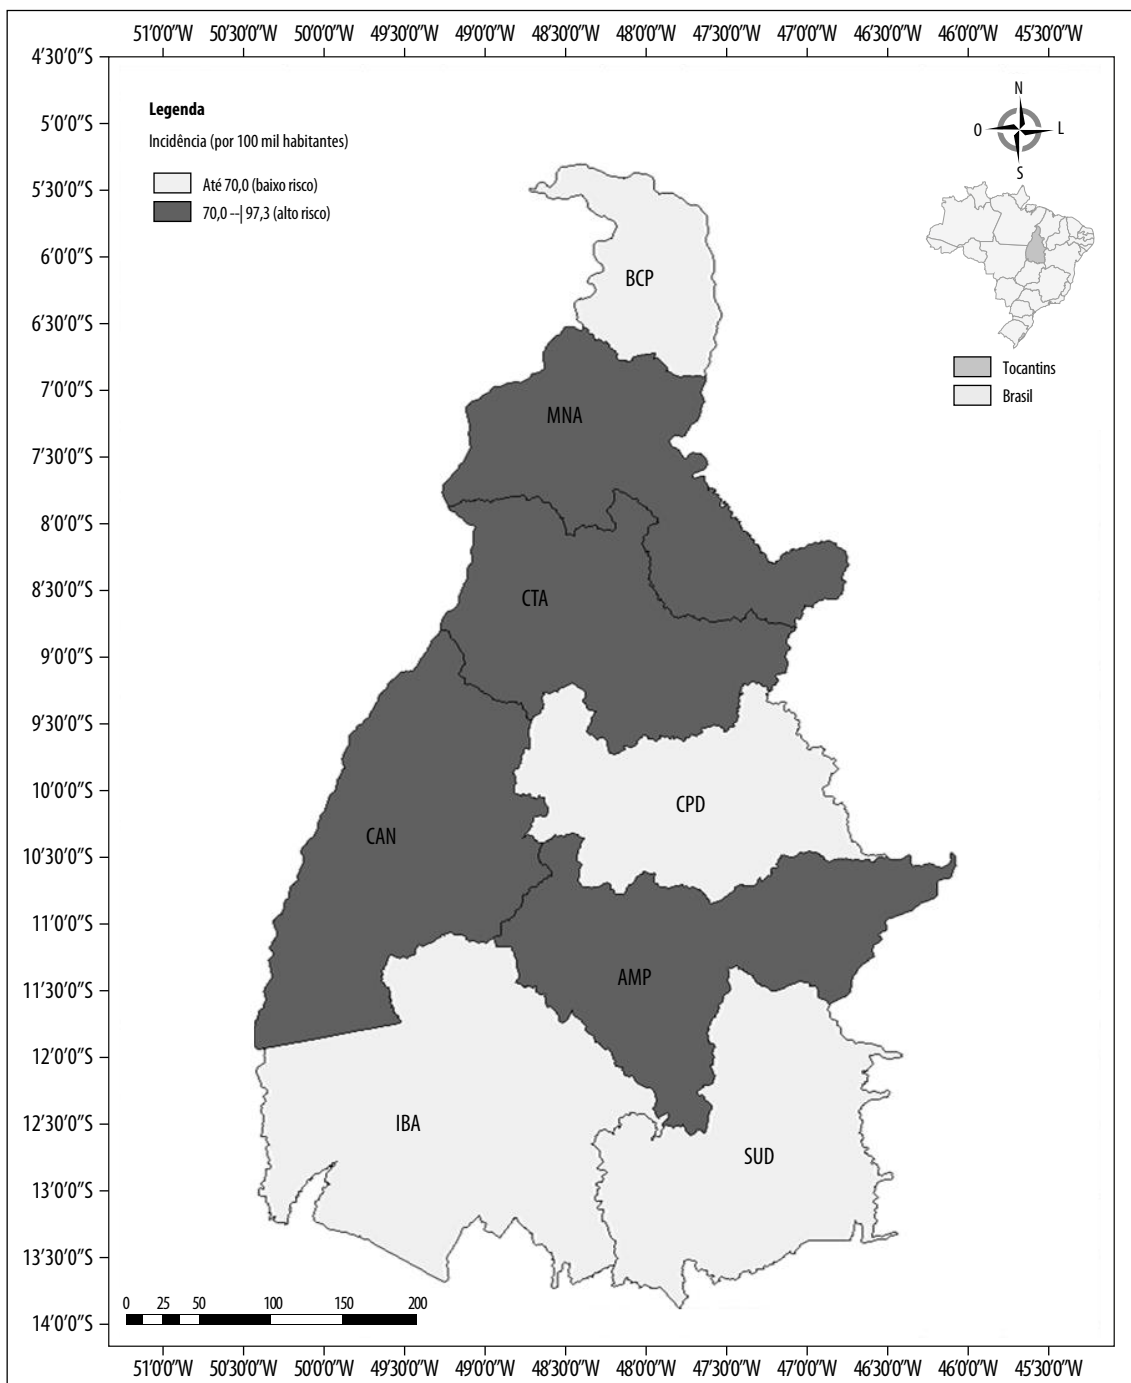 51°0'0"W 50°30'0"W 50°0'0"W 49°30'0"W 49°0'0"W 48°30'0"W 48°0'0"W 47°30'0"W 47°0'0"W 46°30'0"W 46°0'0"W 45°30'0"W
4°30'0"S
5°0'0"S
5°30'0"S
6°0'0"S
6°30'0"S
7°0'0"S
7°30'0"S
8°0'0"S
8°30'0"S
9°0'0"S
9°30'0"S
10°0'0"S
10°30'0"S
11°0'0"S
11°30'0"S
12°0'0"S
12°30'0"S
13°0'0"S
13°30'0"S
14°0'0"S
Legenda
Incidência (por 100 mil habitantes)
Até 70,0 (baixo risco)
70,0 --| 97,3 (alto risco)
N
O L
S
Tocantins
Brasil
BCP
MNA
CTA
CPD
CAN
AMP
IBA
SUD
0 25 50 100 150 200
51°0'0"W 50°30'0"W 50°0'0"W 49°30'0"W 49°0'0"W 48°30'0"W 48°0'0"W 47°30'0"W 47°0'0"W 46°30'0"W 46°0'0"W 45°30'0"W